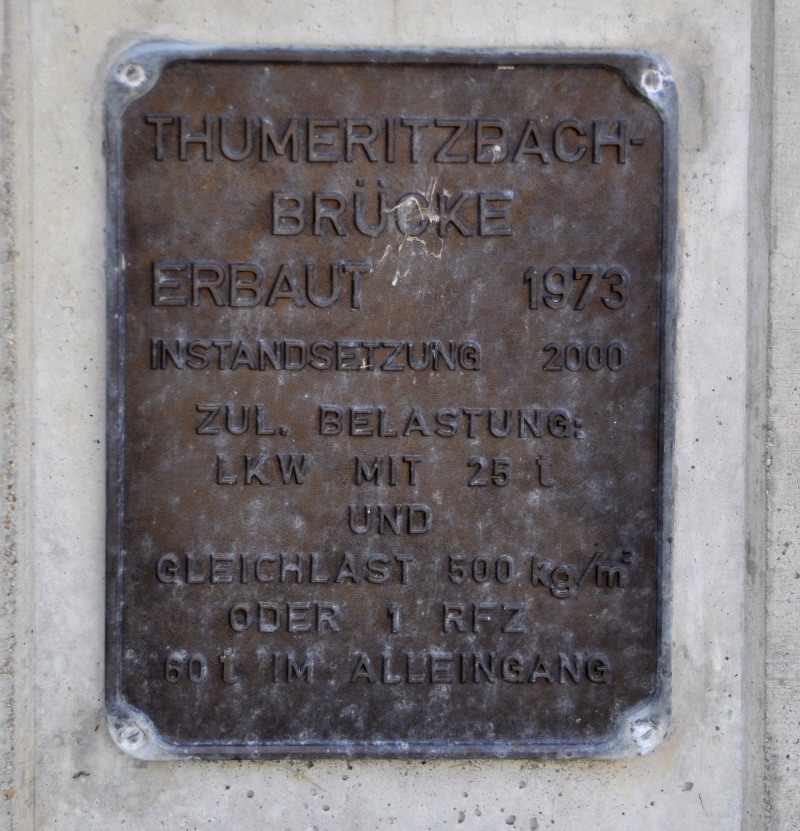 THUMERITZBACH-
BRÜCKE
ERBAUT 1973
INSTANDSETZUNG 2000
ZUL. BELASTUNG:
LKW MIT 25 t
UND
GLEICHLAST 500 kg/m²
ODER 1 RFZ
60 t IM ALLEINGANG